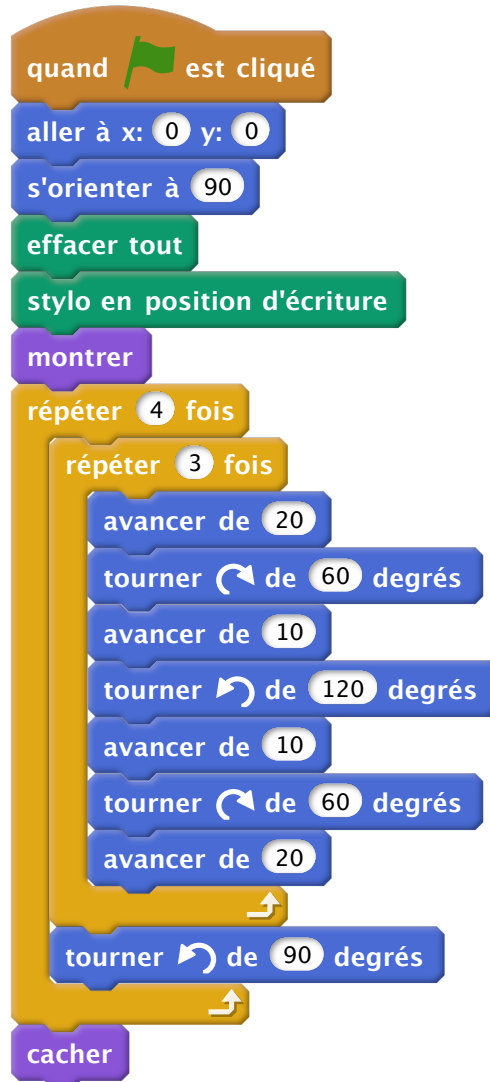 quand est cliqué
aller à x: 0 y: 0
s'orienter à 90
effacer tout
stylo en position d'écriture
montrer
répéter 4 fois
répéter 3 fois
avancer de 20
tourner de 60 degrés
avancer de 10
tourner de 120 degrés
avancer de 10
tourner de 60 degrés
avancer de 20
tourner de 90 degrés
cacher